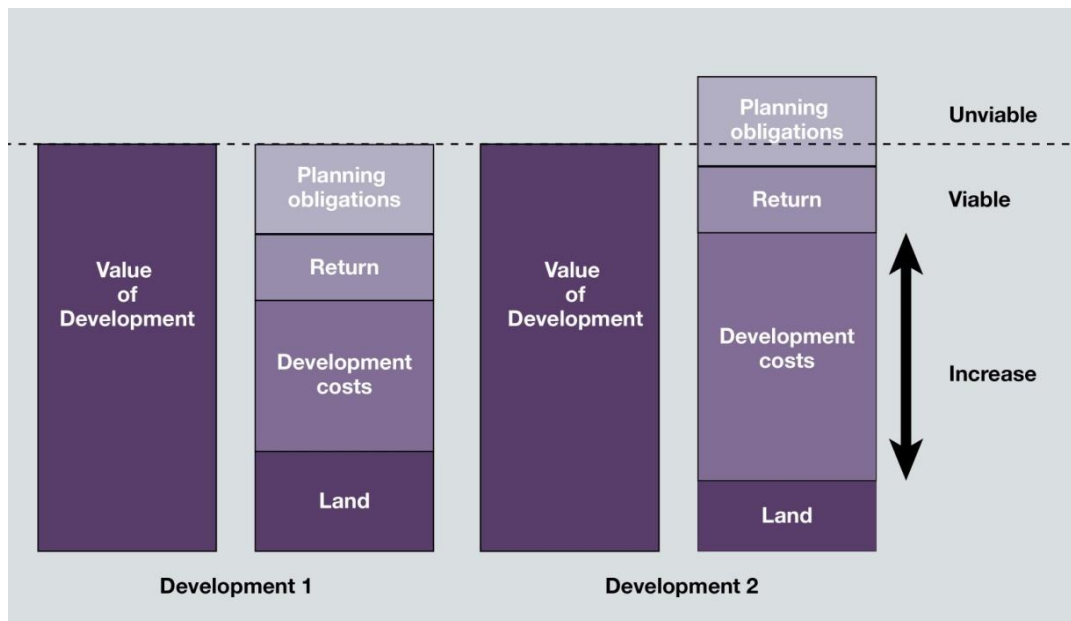 Value
of
Development
Planning
obligations
Return
Development
costs
Land
Development 1
Value
of
Development
Planning
obligations
Return
Development
costs
Land
Development 2
Unviable
Viable
Increase